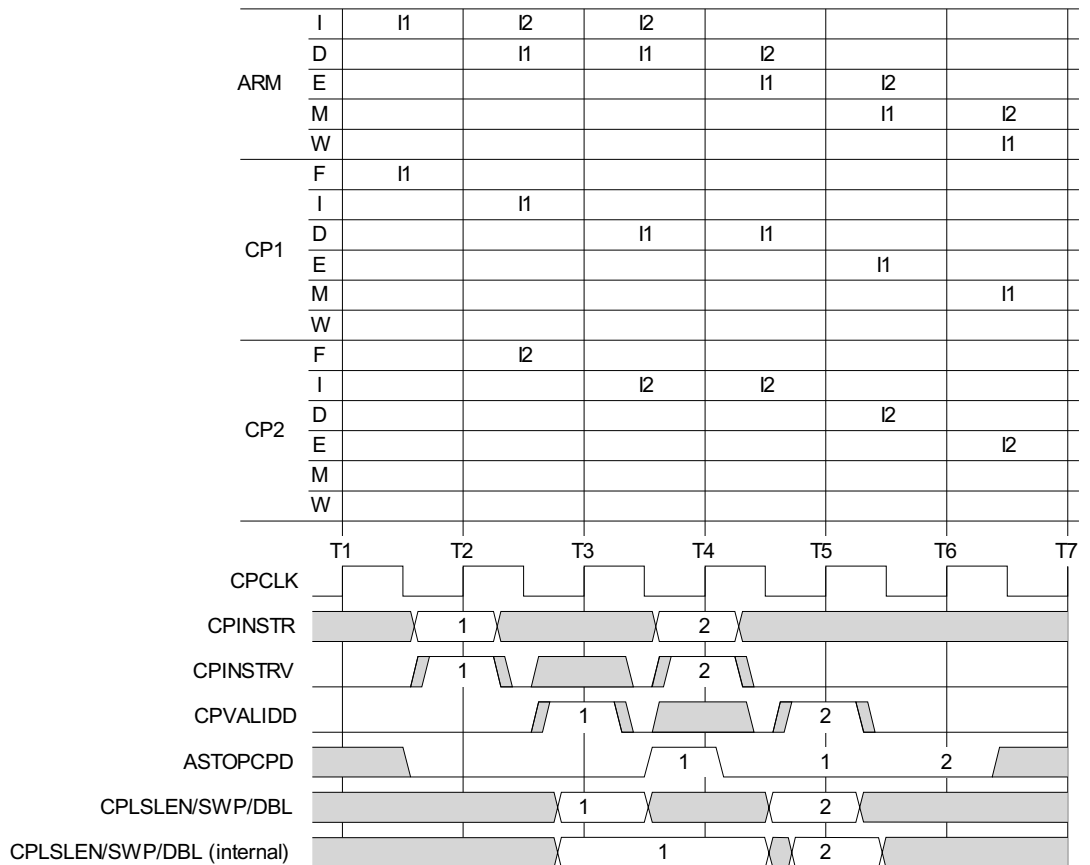 I I1 I2 I2
D I1 I1 I2
ARM E I1 I2
M I1 I2
W I1
F I1
I I1
CP1 D I1 I1
E I1
M I1
W
F I2
I I2 I2
CP2 D I2
E I2
M
W
T1 T2 T3 T4 T5 T6 T7
CPCLK
CPINSTR 1 2
CPINSTRV 1 2
CPVALIDD 1 2
ASTOPCPD 1 1 2
CPLSLEN/SWP/DBL 1 2
CPLSLEN/SWP/DBL (internal) 1 2